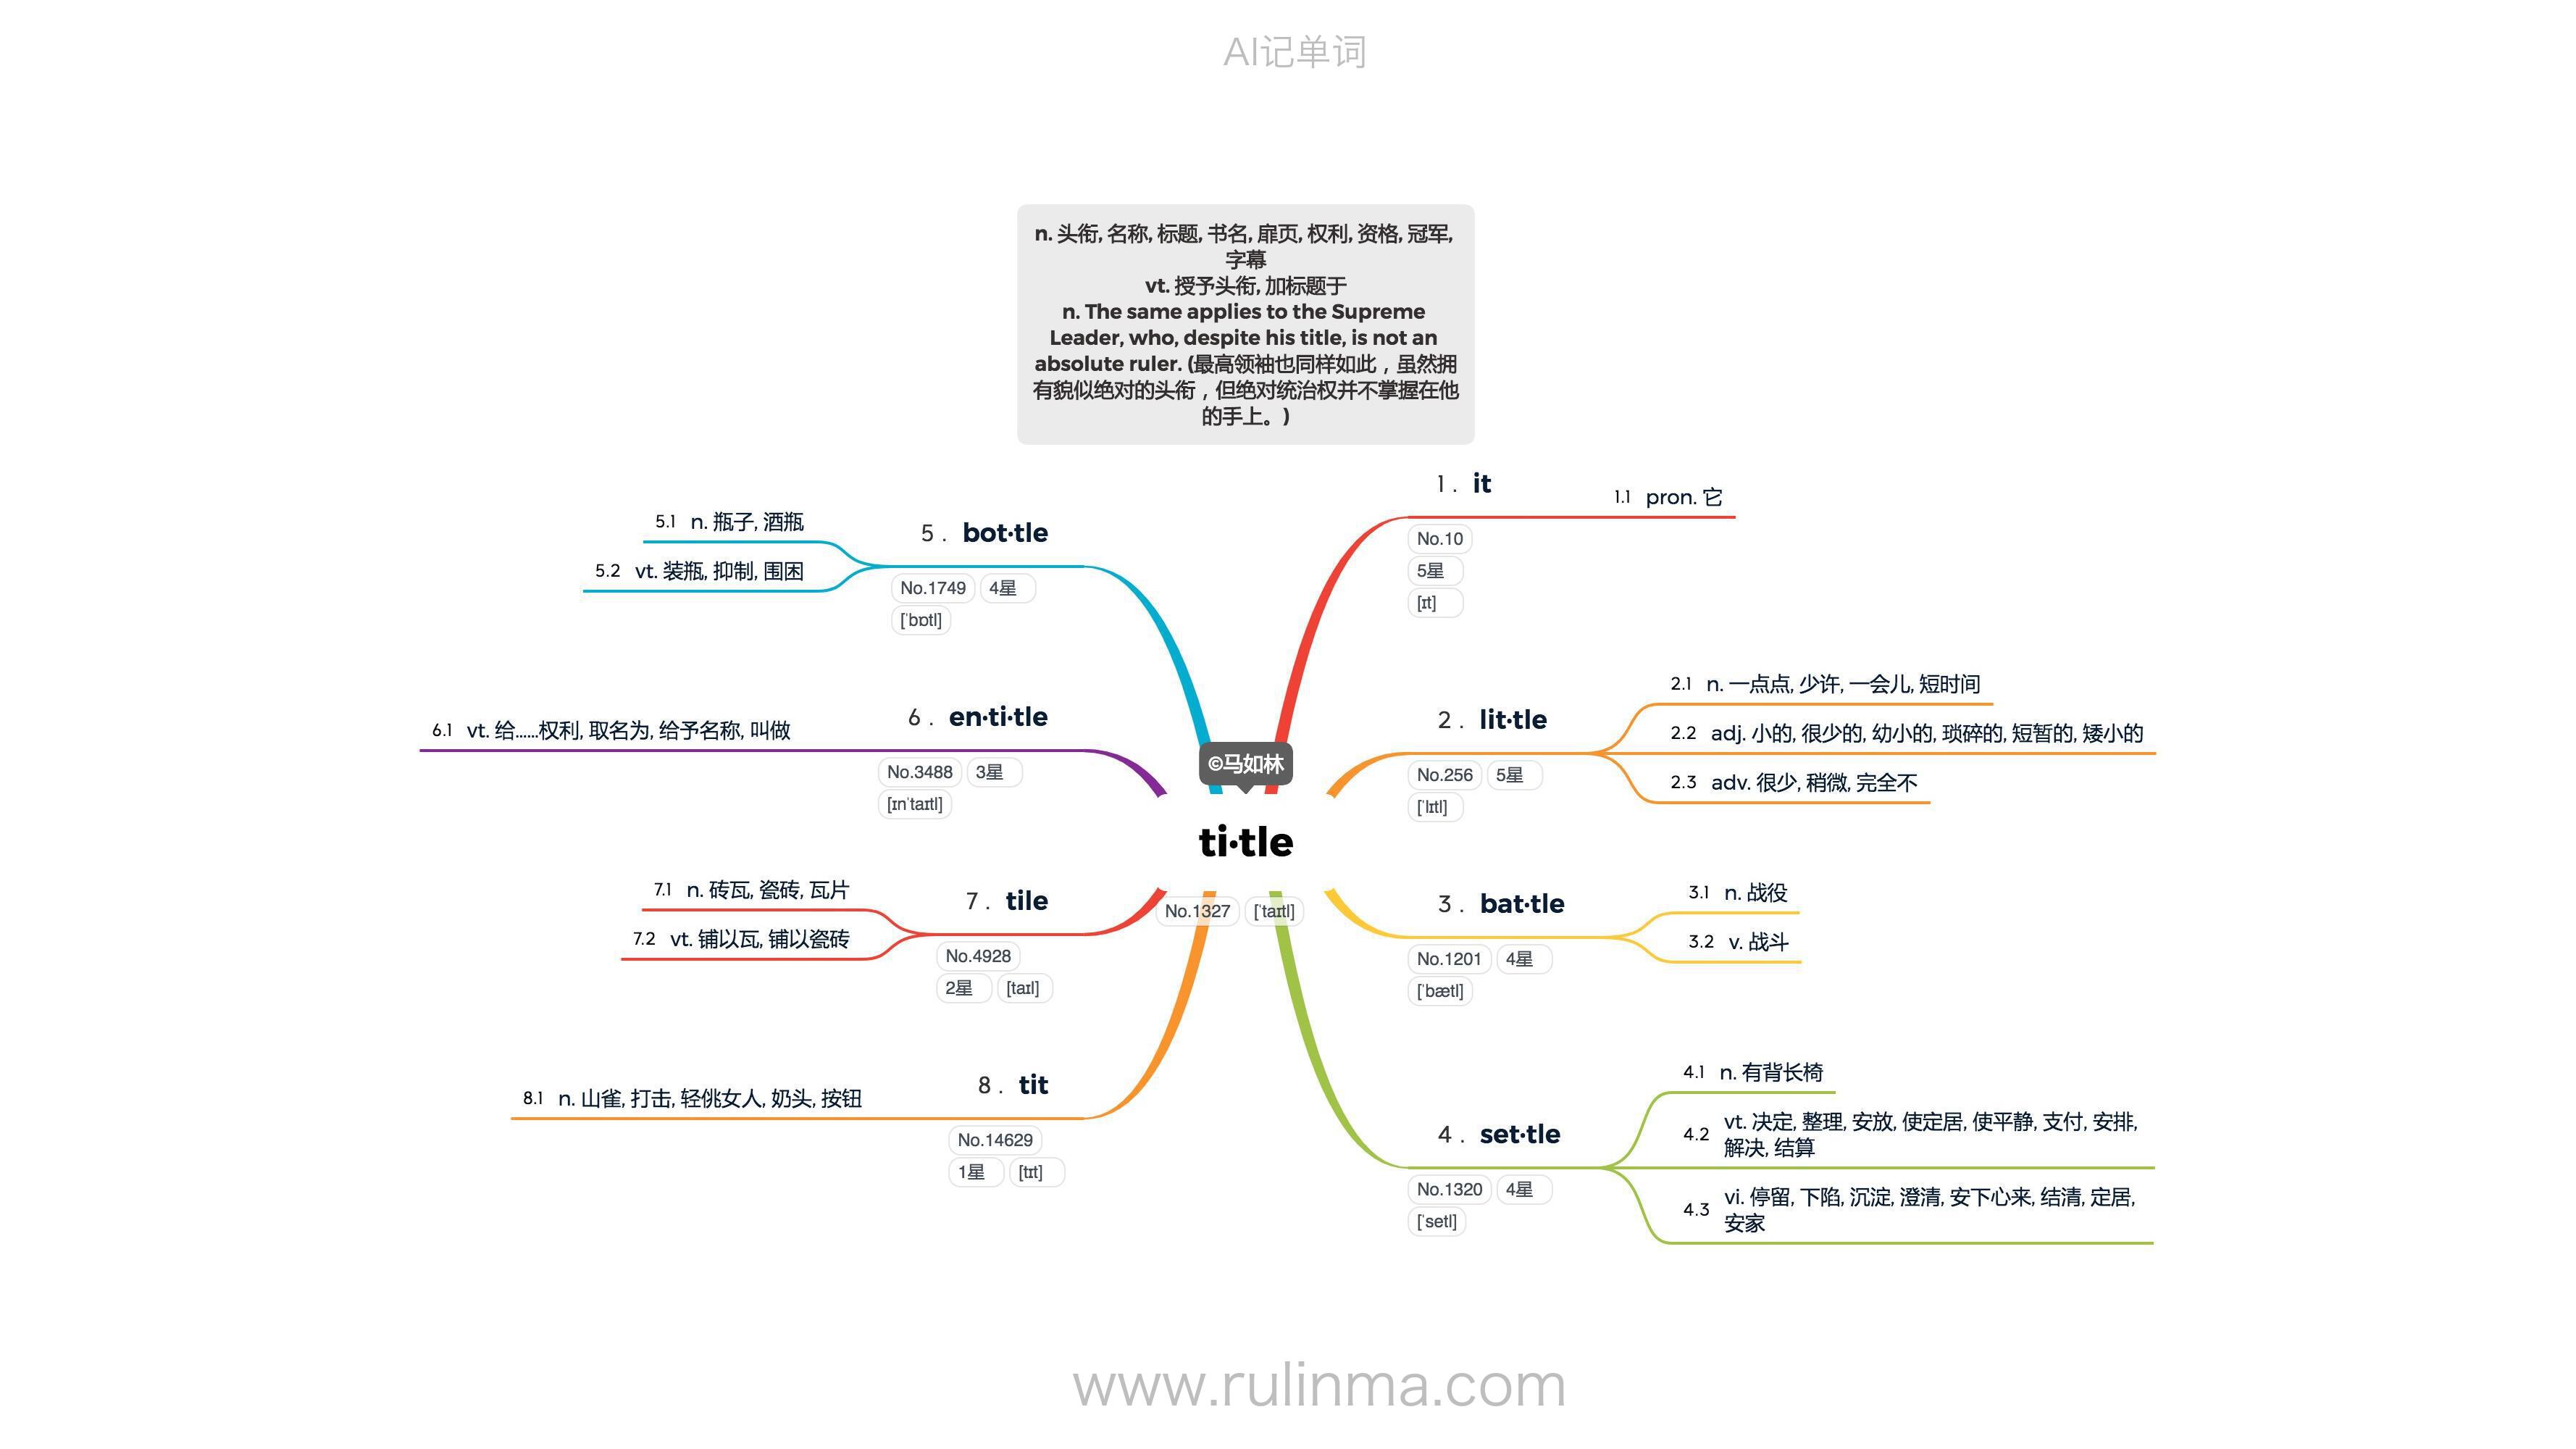 AI记单词
n. 头衔, 名称, 标题, 书名, 扉页, 权利, 资格, 冠军,
字幕
vt. 授予头衔, 加标题于
n. The same applies to the Supreme
Leader, who, despite his title, is not an
absolute ruler. (最高领袖也同样如此，虽然拥
有貌似绝对的头衔，但绝对统治权并不掌握在他
的手上。)
©马如林
ti·tle
No.1327 [ˈtaɪtl]
1. it
No.10
5星
[ɪt]
1.1 pron. 它
2. lit·tle
No.256 5星
[ˈlɪtl]
2.1 n. 一点点, 少许, 一会儿, 短时间
2.2 adj. 小的, 很少的, 幼小的, 琐碎的, 短暂的, 矮小的
2.3 adv. 很少, 稍微, 完全不
3. bat·tle
No.1201 4星
[ˈbætl]
3.1 n. 战役
3.2 v. 战斗
4. set·tle
No.1320 4星
[ˈsetl]
4.1 n. 有背长椅
4.2 vt. 决定, 整理, 安放, 使定居, 使平静, 支付, 安排,
解决, 结算
4.3 vi. 停留, 下陷, 沉淀, 澄清, 安下心来, 结清, 定居,
安家
5. bot·tle
No.1749 4星
[ˈbɒtl]
5.1 n. 瓶子, 酒瓶
5.2 vt. 装瓶, 抑制, 围困
6. en·ti·tle
No.3488 3星
[ɪnˈtaɪtl]
6.1 vt. 给……权利, 取名为, 给予名称, 叫做
7. tile
No.4928
2星 [taɪl]
7.1 n. 砖瓦, 瓷砖, 瓦片
7.2 vt. 铺以瓦, 铺以瓷砖
8. tit
No.14629
1星 [tɪt]
8.1 n. 山雀, 打击, 轻佻女人, 奶头, 按钮
www.rulinma.com